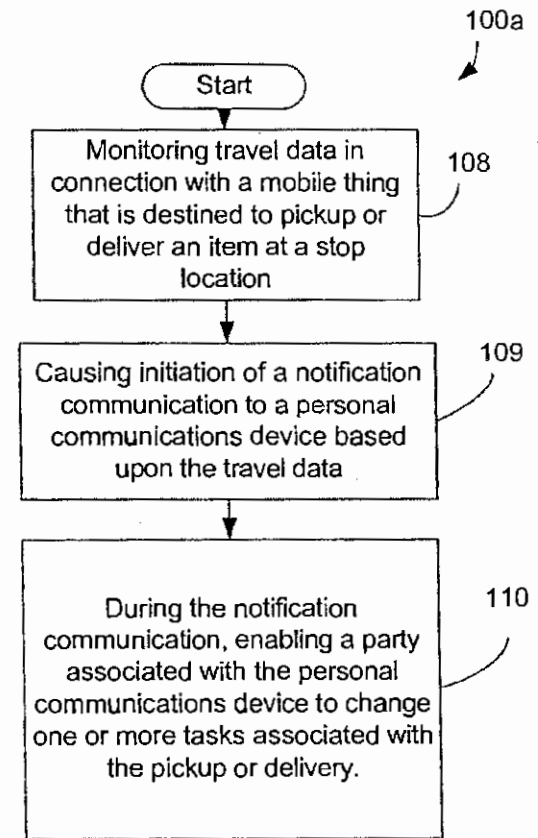 100a
Start
Monitoring travel data in
connection with a mobile thing
that is destined to pickup or
deliver an item at a stop
location
108
Causing initiation of a notification
communication to a personal
communications device based
upon the travel data
109
During the notification
communication, enabling a party
associated with the personal
communications device to change
one or more tasks associated with
the pickup or delivery.
110